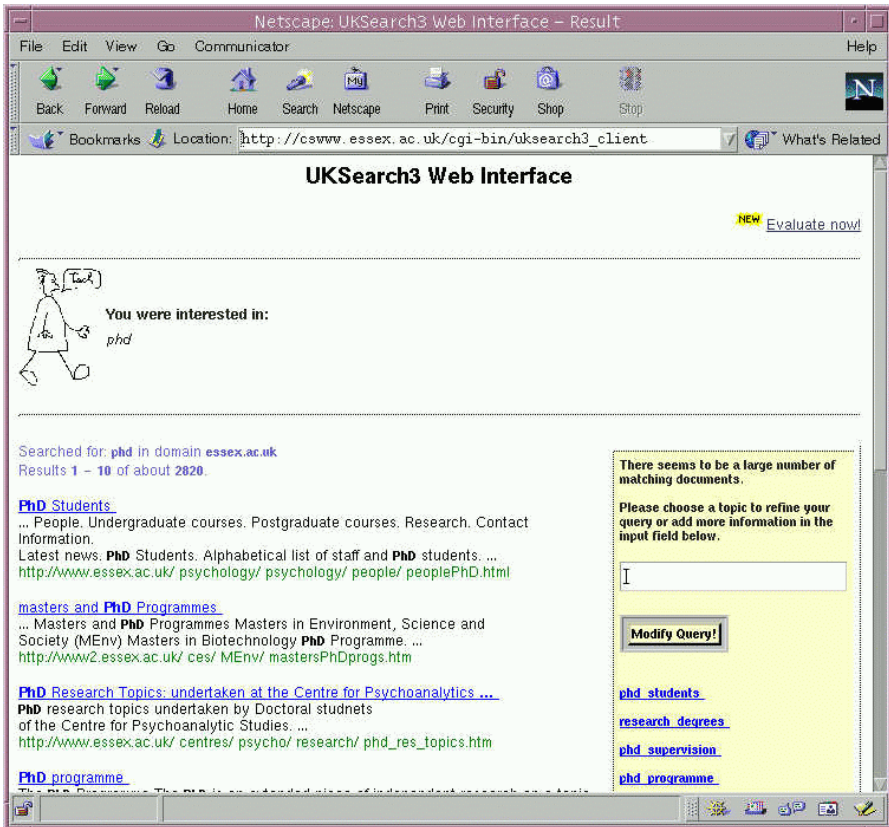 Netscape: UKSearch3 Web Interface – Result
File Edit View Go Communicator Help
Back Forward Reload Home Search Netscape Print Security Shop Stop
My
N
Bookmarks Location: http://cswww.essex.ac.uk/cgi-bin/uksearch3_client What's Related
UKSearch3 Web Interface
NEW Evaluate now!
You were interested in:
phd
Searched for: phd in domain essex.ac.uk
Results 1 – 10 of about 2820.
PhD Students
... People. Undergraduate courses. Postgraduate courses. Research. Contact
Information.
Latest news. PhD Students. Alphabetical list of staff and PhD students. ...
http://www.essex.ac.uk/ psychology/ psychology/ people/ peoplePhD.html
masters and PhD Programmes
... Masters and PhD Programmes Masters in Environment, Science and
Society (MEnv) Masters in Biotechnology PhD Programme. ...
http://www2.essex.ac.uk/ ces/ MEnv/ mastersPhDprogs.htm
PhD Research Topics: undertaken at the Centre for Psychoanalytics ...
PhD research topics undertaken by Doctoral studnets
of the Centre for Psychoanalytic Studies. ...
http://www.essex.ac.uk/ centres/ psycho/ research/ phd_res_topics.htm
PhD programme
There seems to be a large number of
matching documents.
Please choose a topic to refine your
query or add more information in the
input field below.
Modify Query!
phd students
research degrees
phd supervision
phd programme